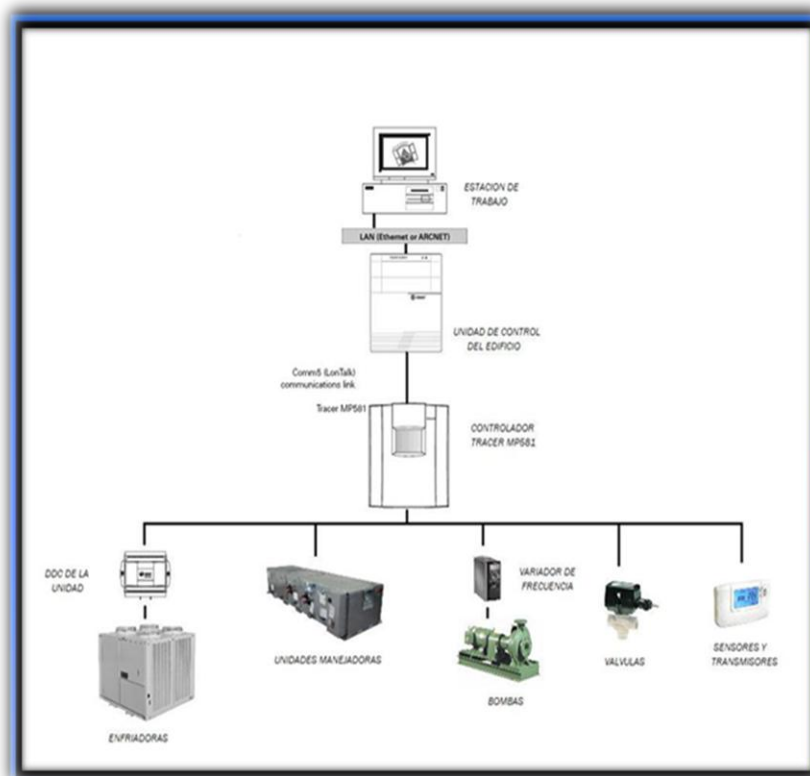 ESTACION DE
TRABAJO
LAN (Ethernet or ARCNET)
UNIDAD DE CONTROL
DEL EDIFICIO
Comm5 (LonTalk)
communications link
Tracer MP581
CONTROLADOR
TRACER MP581
DDC DE LA
UNIDAD
VARIADOR DE
FRECUENCIA
UNIDADES MANEJADORAS
VALVULAS
SENSORES Y
TRANSMISORES
BOMBAS
ENFRIADORAS